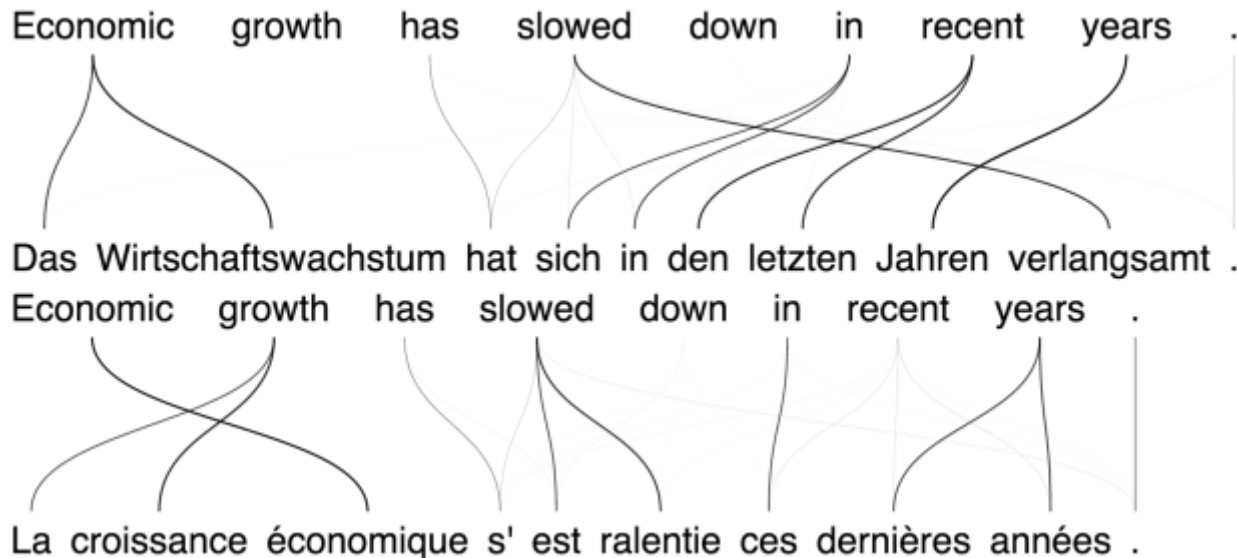 Economic growth has slowed down in recent years .
Das Wirtschaftswachstum hat sich in den letzten Jahren verlangsamt .
Economic growth has slowed down in recent years .
La croissance économique s' est ralentie ces dernières années .